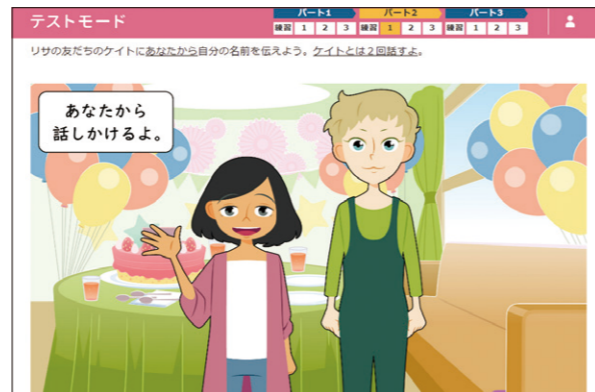 テストモード
パート1 パート2 パート3
練習 1 2 3 練習 1 2 3 練習 1 2 3
リサの友だちのケイトにあなたから自分の名前を伝えよう。ケイトとは2回話すよ。
あなたから
話しかけるよ。